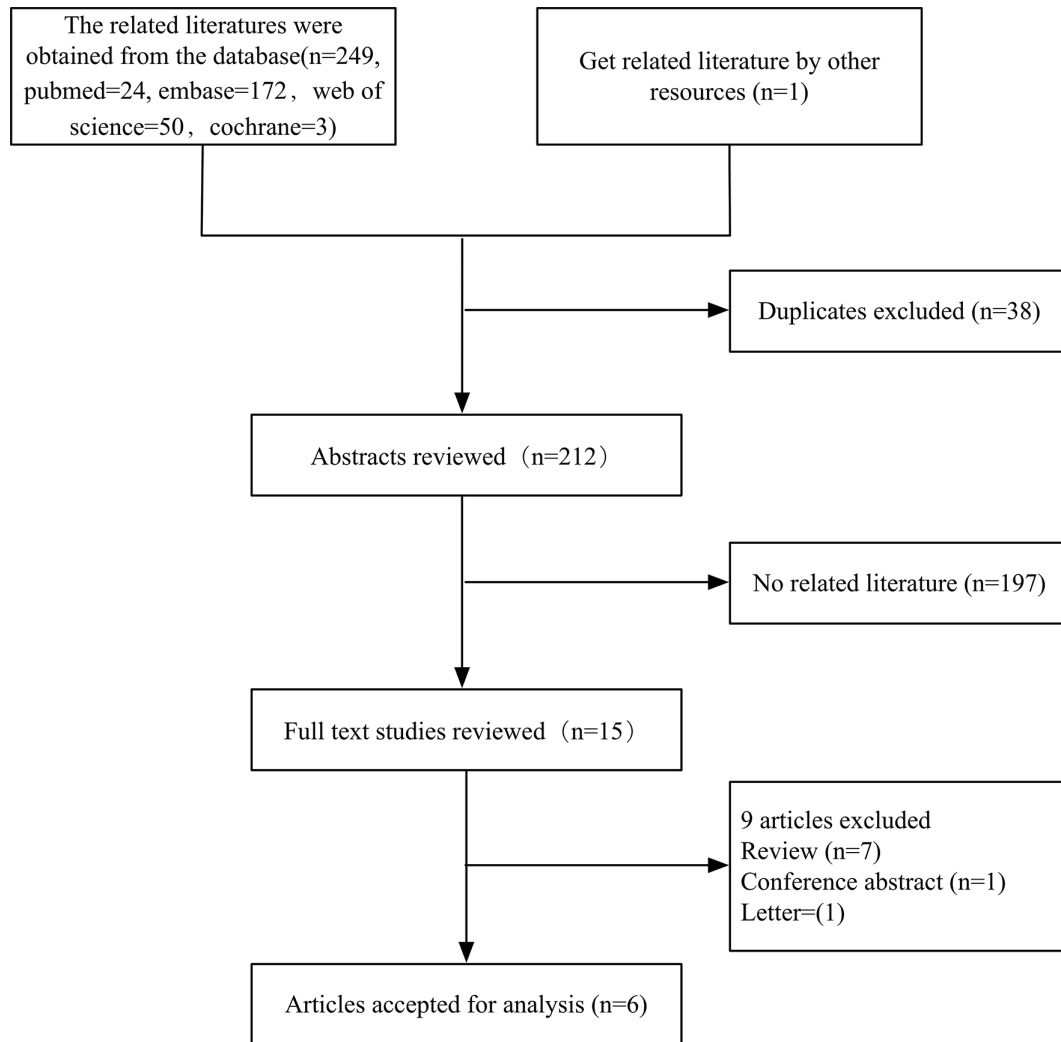 The related literatures were
obtained from the database(n=249,
pubmed=24, embase=172，web of
science=50，cochrane=3)
Get related literature by other
resources (n=1)
Duplicates excluded (n=38)
Abstracts reviewed（n=212）
No related literature (n=197)
Full text studies reviewed（n=15）
9 articles excluded
Review (n=7)
Conference abstract (n=1)
Letter=(1)
Articles accepted for analysis (n=6)